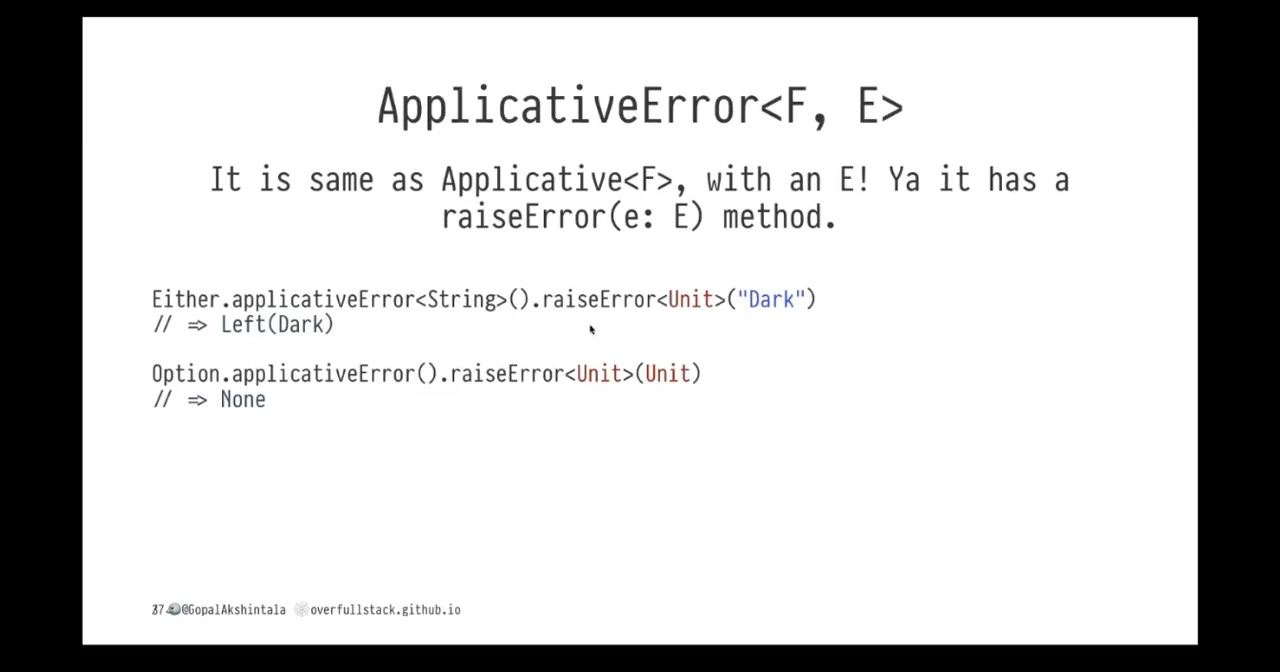 ApplicativeError<F, E>
It is same as Applicative<F>, with an E! Ya it has a
raiseError(e: E) method.
Either.applicativeError<String>().raiseError<Unit>("Dark")
// ⇒ Left(Dark)
Option.applicativeError().raiseError<Unit>(Unit)
// ⇒ None
37 @GopalAkshintala overfullstack.github.io